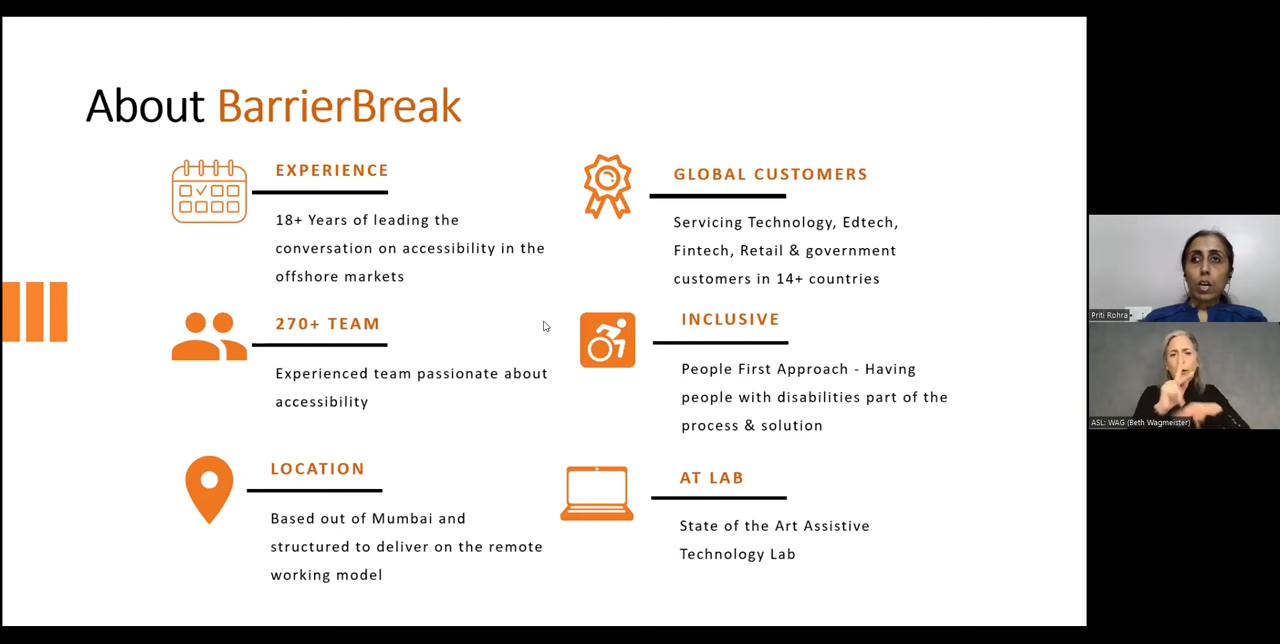 About BarrierBreak
EXPERIENCE
18+ Years of leading the
conversation on accessibility in the
offshore markets
270+ TEAM
Experienced team passionate about
accessibility
LOCATION
Based out of Mumbai and
structured to deliver on the remote
working model
GLOBAL CUSTOMERS
Servicing Technology, Edtech,
Fintech, Retail & government
customers in 14+ countries
INCLUSIVE
People First Approach - Having
people with disabilities part of the
process & solution
AT LAB
State of the Art Assistive
Technology Lab
Priti Rohra
ASL: WAG (Beth Wagmeister)